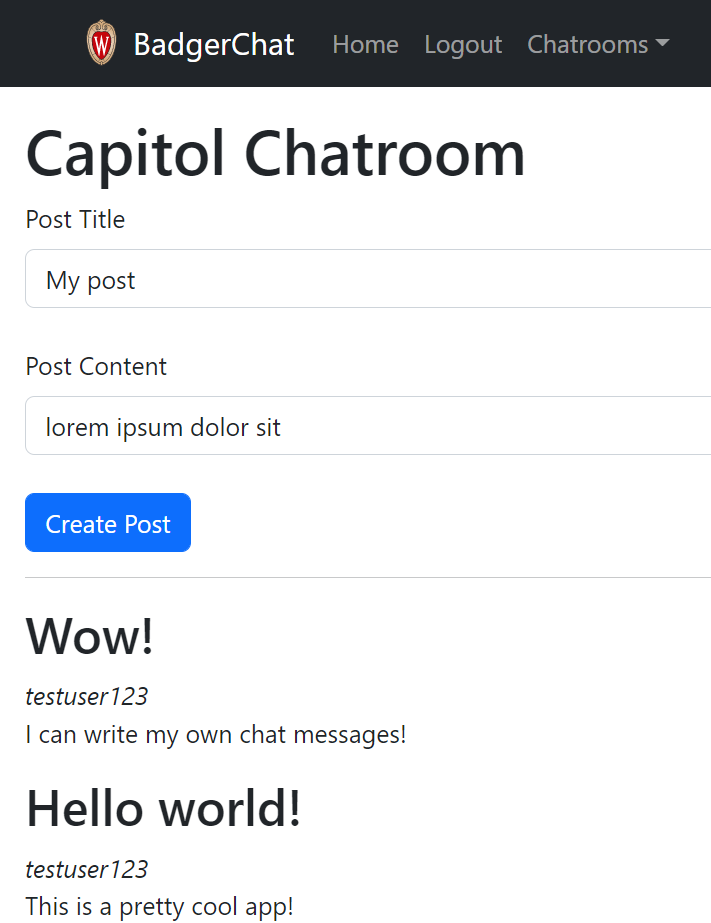 W BadgerChat Home Logout Chatrooms
Capitol Chatroom
Post Title
My post
Post Content
lorem ipsum dolor sit
Create Post
Wow!
testuser123
I can write my own chat messages!
Hello world!
testuser123
This is a pretty cool app!